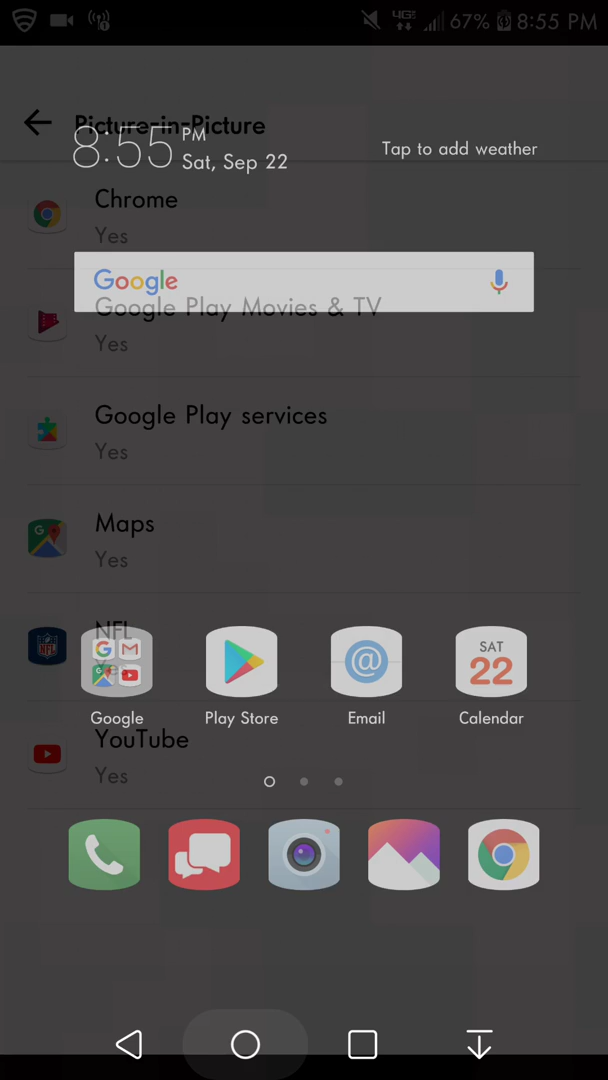 4G 67% 8:55 PM
Picture-in-Picture
8:55 PM
Sat, Sep 22
Tap to add weather
Chrome
Yes
Google
Google Play Movies & TV
Yes
Google Play services
Yes
Maps
Yes
NFL
Yes
SAT
22
Google
Play Store
Email
Calendar
YouTube
Yes